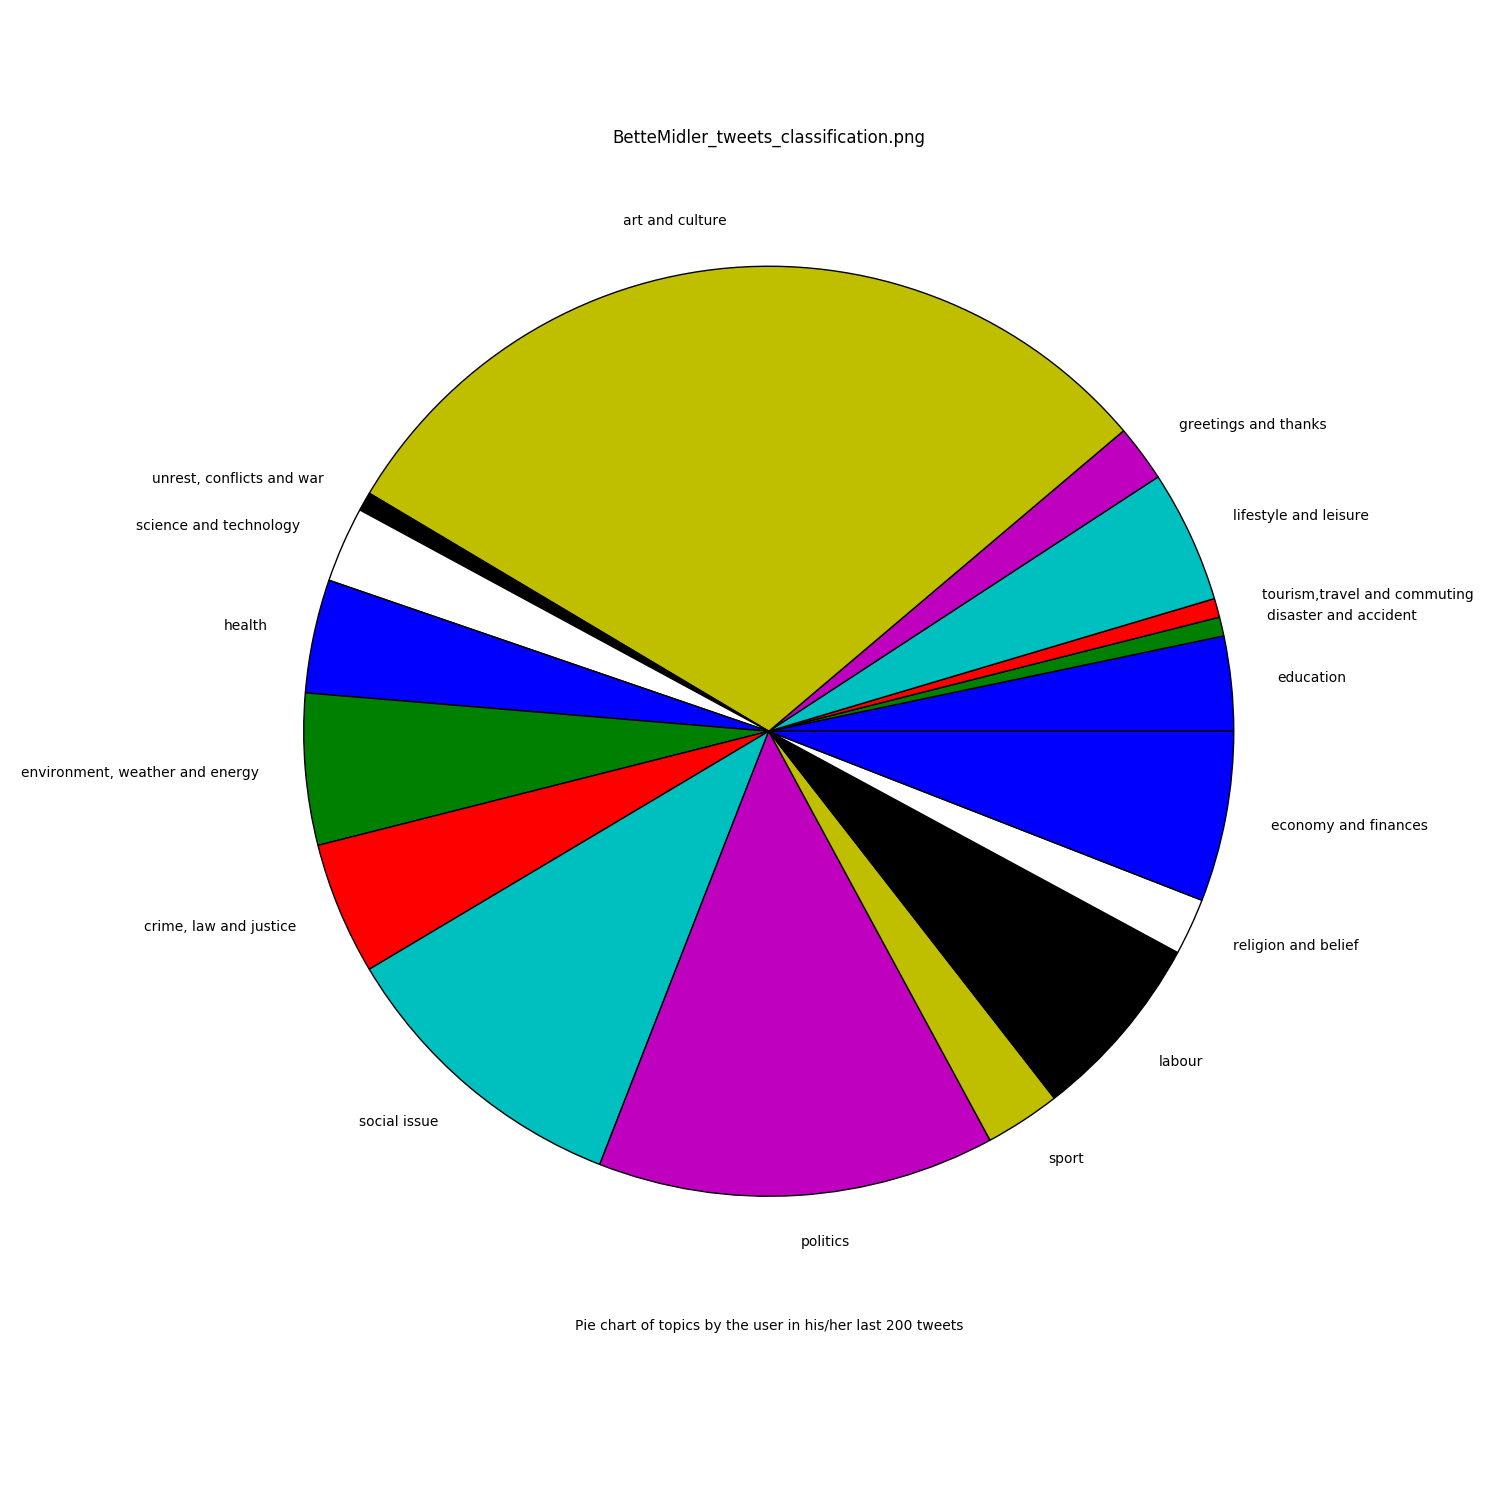 BetteMidler_tweets_classification.png
art and culture
greetings and thanks
unrest, conflicts and war
lifestyle and leisure
science and technology
tourism,travel and commuting
disaster and accident
health
education
environment, weather and energy
economy and finances
crime, law and justice
religion and belief
labour
social issue
sport
politics
Pie chart of topics by the user in his/her last 200 tweets